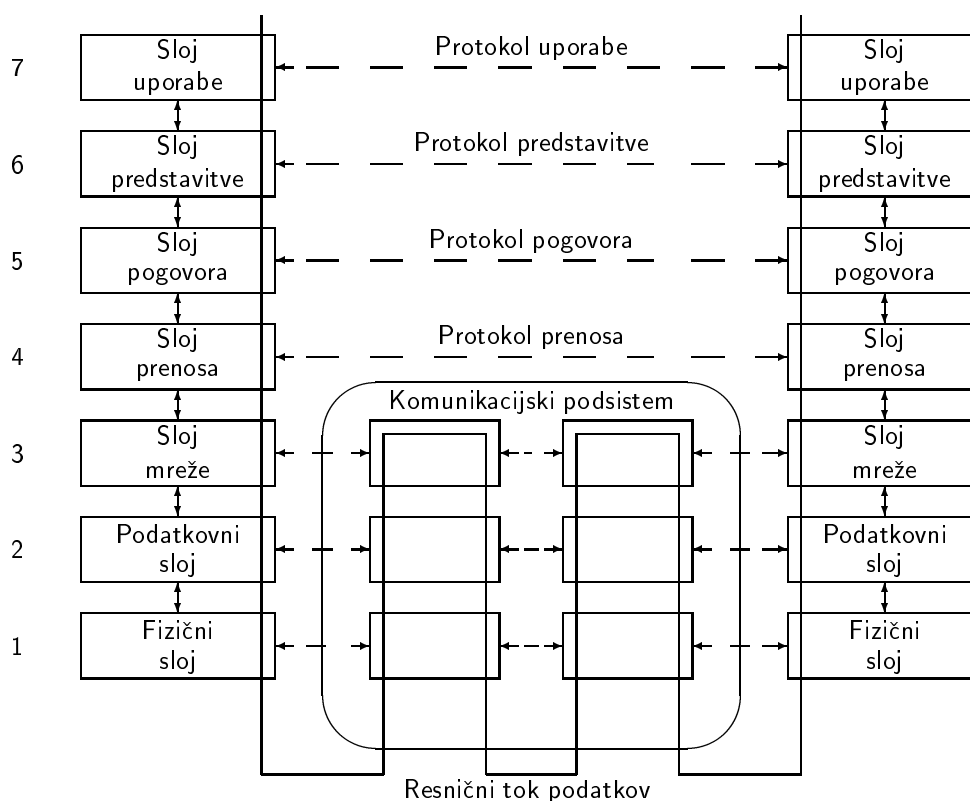 7
Sloj
uporabe
Protokol uporabe
Sloj
uporabe
6
Sloj
predstavitve
Protokol predstavitve
Sloj
predstavitve
5
Sloj
pogovora
Protokol pogovora
Sloj
pogovora
4
Sloj
prenosa
Protokol prenosa
Sloj
prenosa
Komunikacijski podsistem
3
Sloj
mreže
Sloj
mreže
2
Podatkovni
sloj
Podatkovni
sloj
1
Fizični
sloj
Fizični
sloj
Resnični tok podatkov